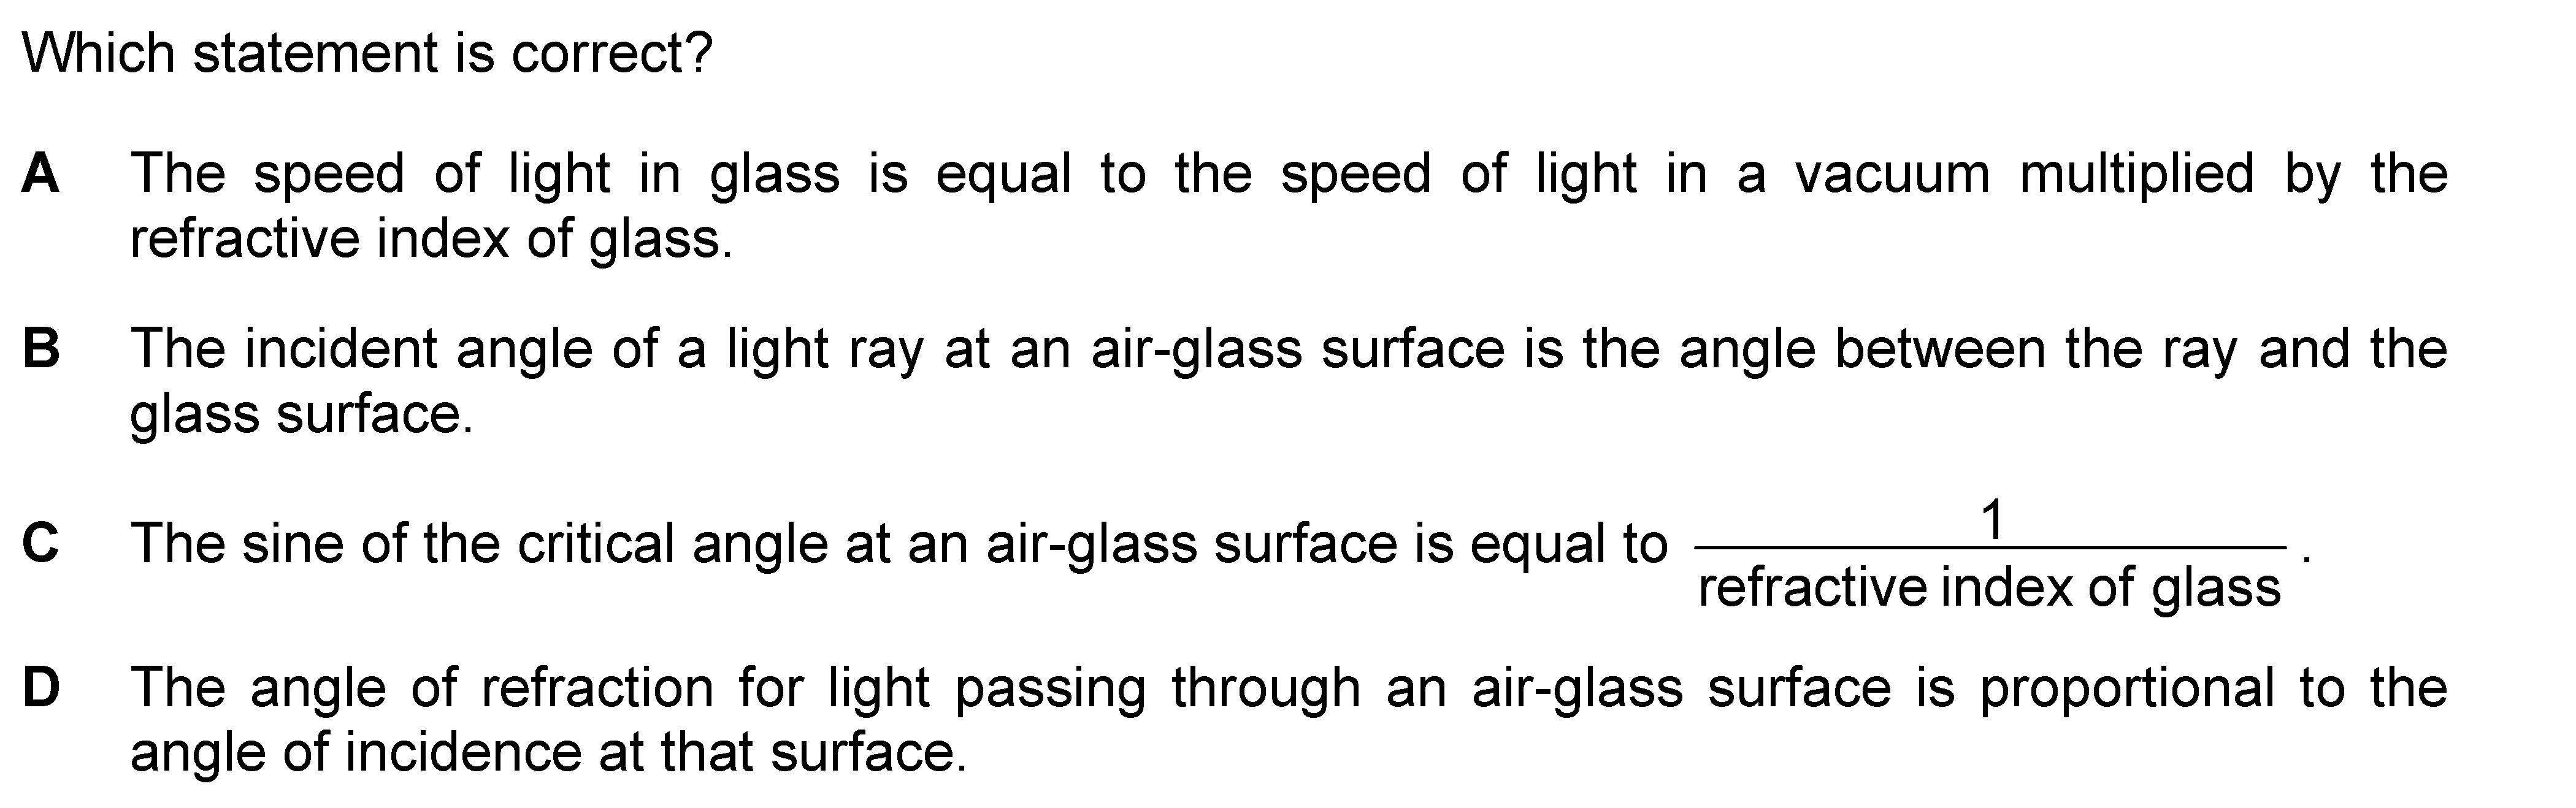 Which statement is correct?
A The speed of light in glass is equal to the speed of light in a vacuum multiplied by the
refractive index of glass.
B The incident angle of a light ray at an air-glass surface is the angle between the ray and the
glass surface.
C The sine of the critical angle at an air-glass surface is equal to 1
refractive index of glass .
D The angle of refraction for light passing through an air-glass surface is proportional to the
angle of incidence at that surface.